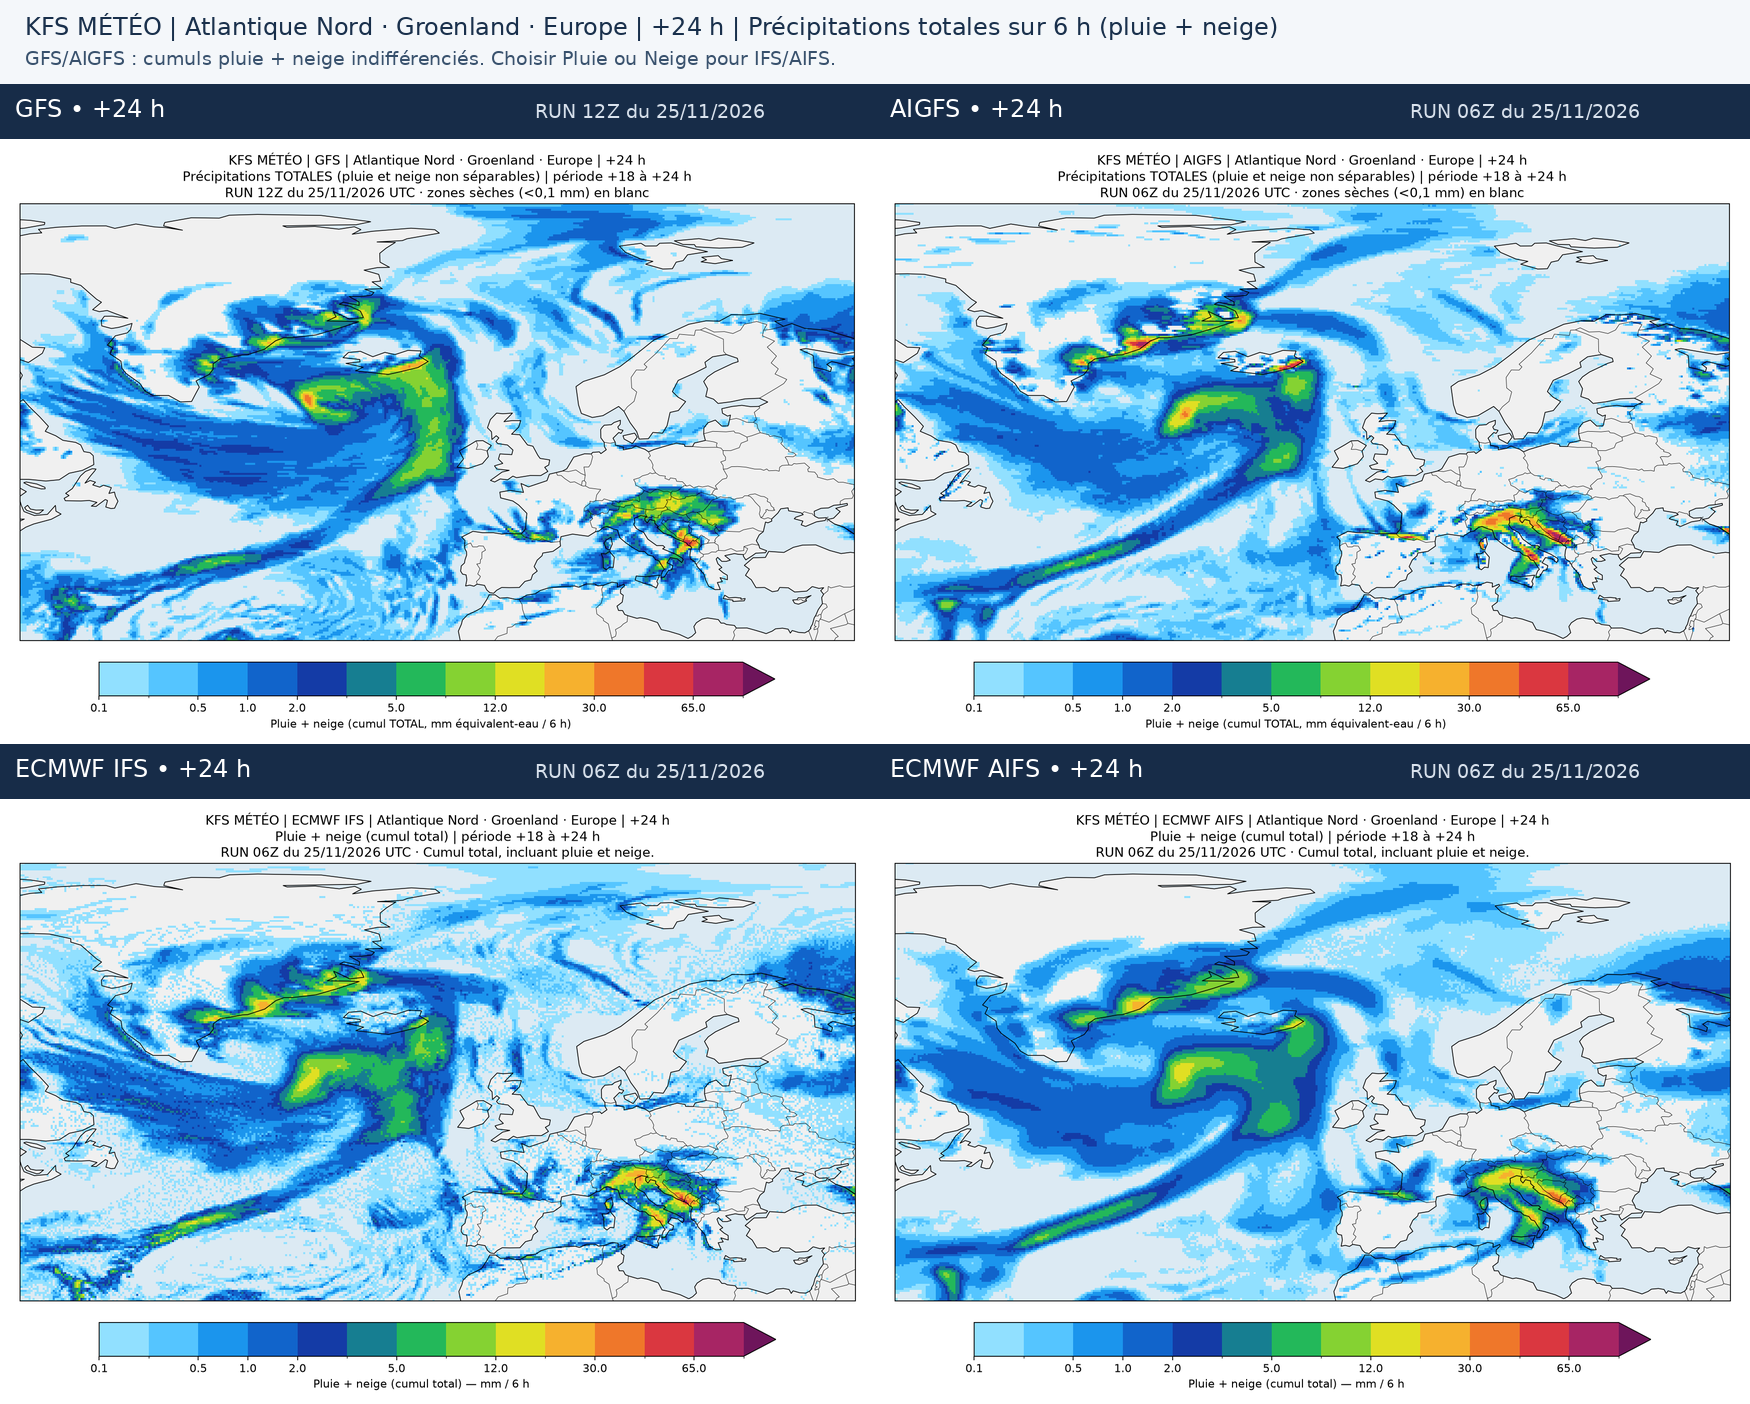 KFS MÉTÉO | Atlantique Nord · Groenland · Europe | +24 h | Précipitations totales sur 6 h (pluie + neige)
GFS/AIGFS : cumuls pluie + neige indifférenciés. Choisir Pluie ou Neige pour IFS/AIFS.
GFS • +24 h
RUN 12Z du 25/11/2026
AIGFS • +24 h
RUN 06Z du 25/11/2026
KFS MÉTÉO | GFS | Atlantique Nord · Groenland · Europe | +24 h
Précipitations TOTALES (pluie et neige non séparables) | période +18 à +24 h
RUN 12Z du 25/11/2026 UTC · zones sèches (<0,1 mm) en blanc
KFS MÉTÉO | AIGFS | Atlantique Nord · Groenland · Europe | +24 h
Précipitations TOTALES (pluie et neige non séparables) | période +18 à +24 h
RUN 06Z du 25/11/2026 UTC · zones sèches (<0,1 mm) en blanc
0.1 0.5 1.0 2.0 5.0 12.0 30.0 65.0
Pluie + neige (cumul TOTAL, mm équivalent-eau / 6 h)
0.1 0.5 1.0 2.0 5.0 12.0 30.0 65.0
Pluie + neige (cumul TOTAL, mm équivalent-eau / 6 h)
ECMWF IFS • +24 h
RUN 06Z du 25/11/2026
ECMWF AIFS • +24 h
RUN 06Z du 25/11/2026
KFS MÉTÉO | ECMWF IFS | Atlantique Nord · Groenland · Europe | +24 h
Pluie + neige (cumul total) | période +18 à +24 h
RUN 06Z du 25/11/2026 UTC · Cumul total, incluant pluie et neige.
KFS MÉTÉO | ECMWF AIFS | Atlantique Nord · Groenland · Europe | +24 h
Pluie + neige (cumul total) | période +18 à +24 h
RUN 06Z du 25/11/2026 UTC · Cumul total, incluant pluie et neige.
0.1 0.5 1.0 2.0 5.0 12.0 30.0 65.0
Pluie + neige (cumul total) — mm / 6 h
0.1 0.5 1.0 2.0 5.0 12.0 30.0 65.0
Pluie + neige (cumul total) — mm / 6 h